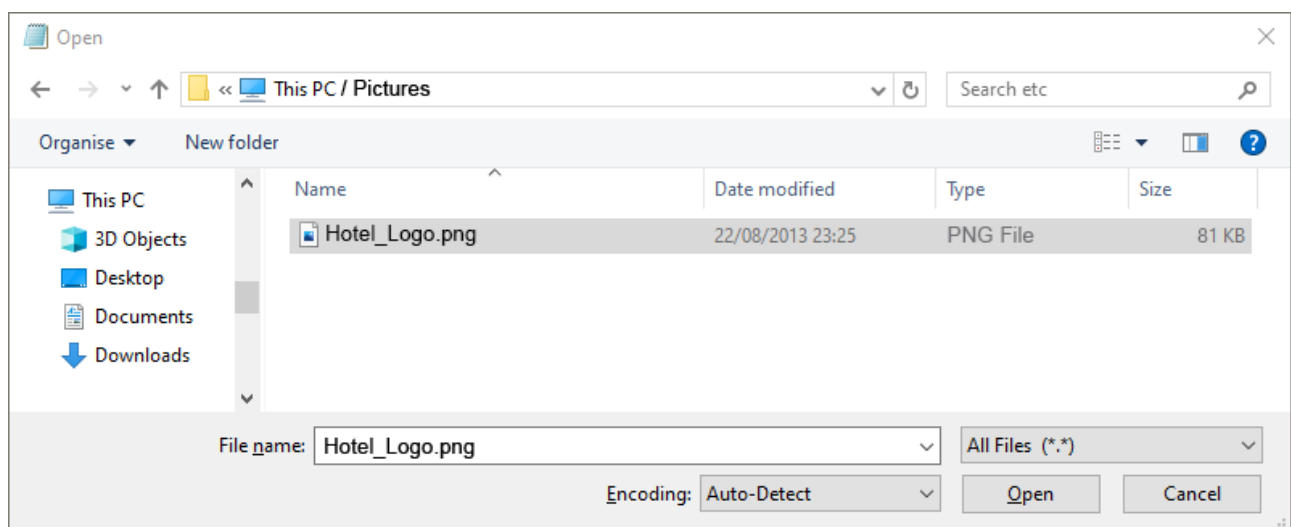 Open
« This PC / Pictures
Search etc
Organise
New folder
Name
Date modified
Type
Size
This PC
3D Objects
Desktop
Documents
Downloads
Hotel_Logo.png
22/08/2013 23:25
PNG File
81 KB
File name:
Hotel_Logo.png
All Files (*.*)
Encoding:
Auto-Detect
Open
Cancel